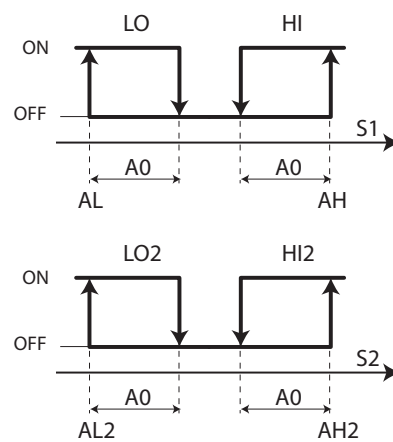 LO HI
ON
OFF
S1
A0 A0
AL AH
LO2 HI2
ON
OFF
S2
A0 A0
AL2 AH2